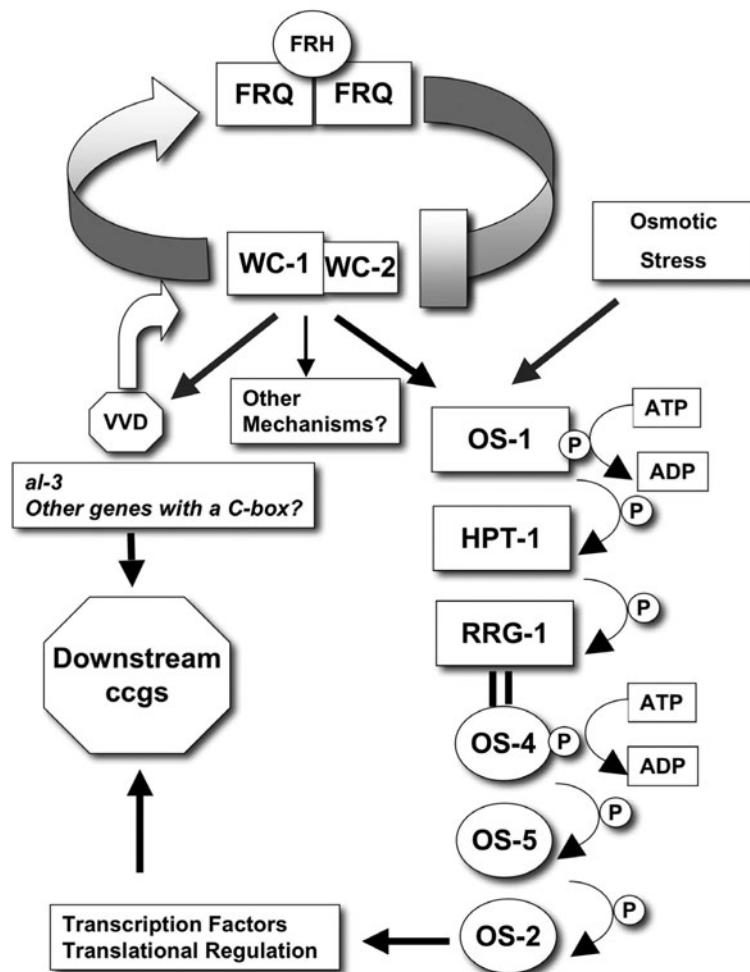 FRH
FRQ FRQ
WC-1 WC-2
Osmotic
Stress
VVD
Other
Mechanisms?
OS-1
P
ATP
ADP
al-3
Other genes with a C-box?
HPT-1
P
RRG-1
P
Downstream
ccgs
OS-4
P
ATP
ADP
OS-5
P
OS-2
P
Transcription Factors
Translational Regulation